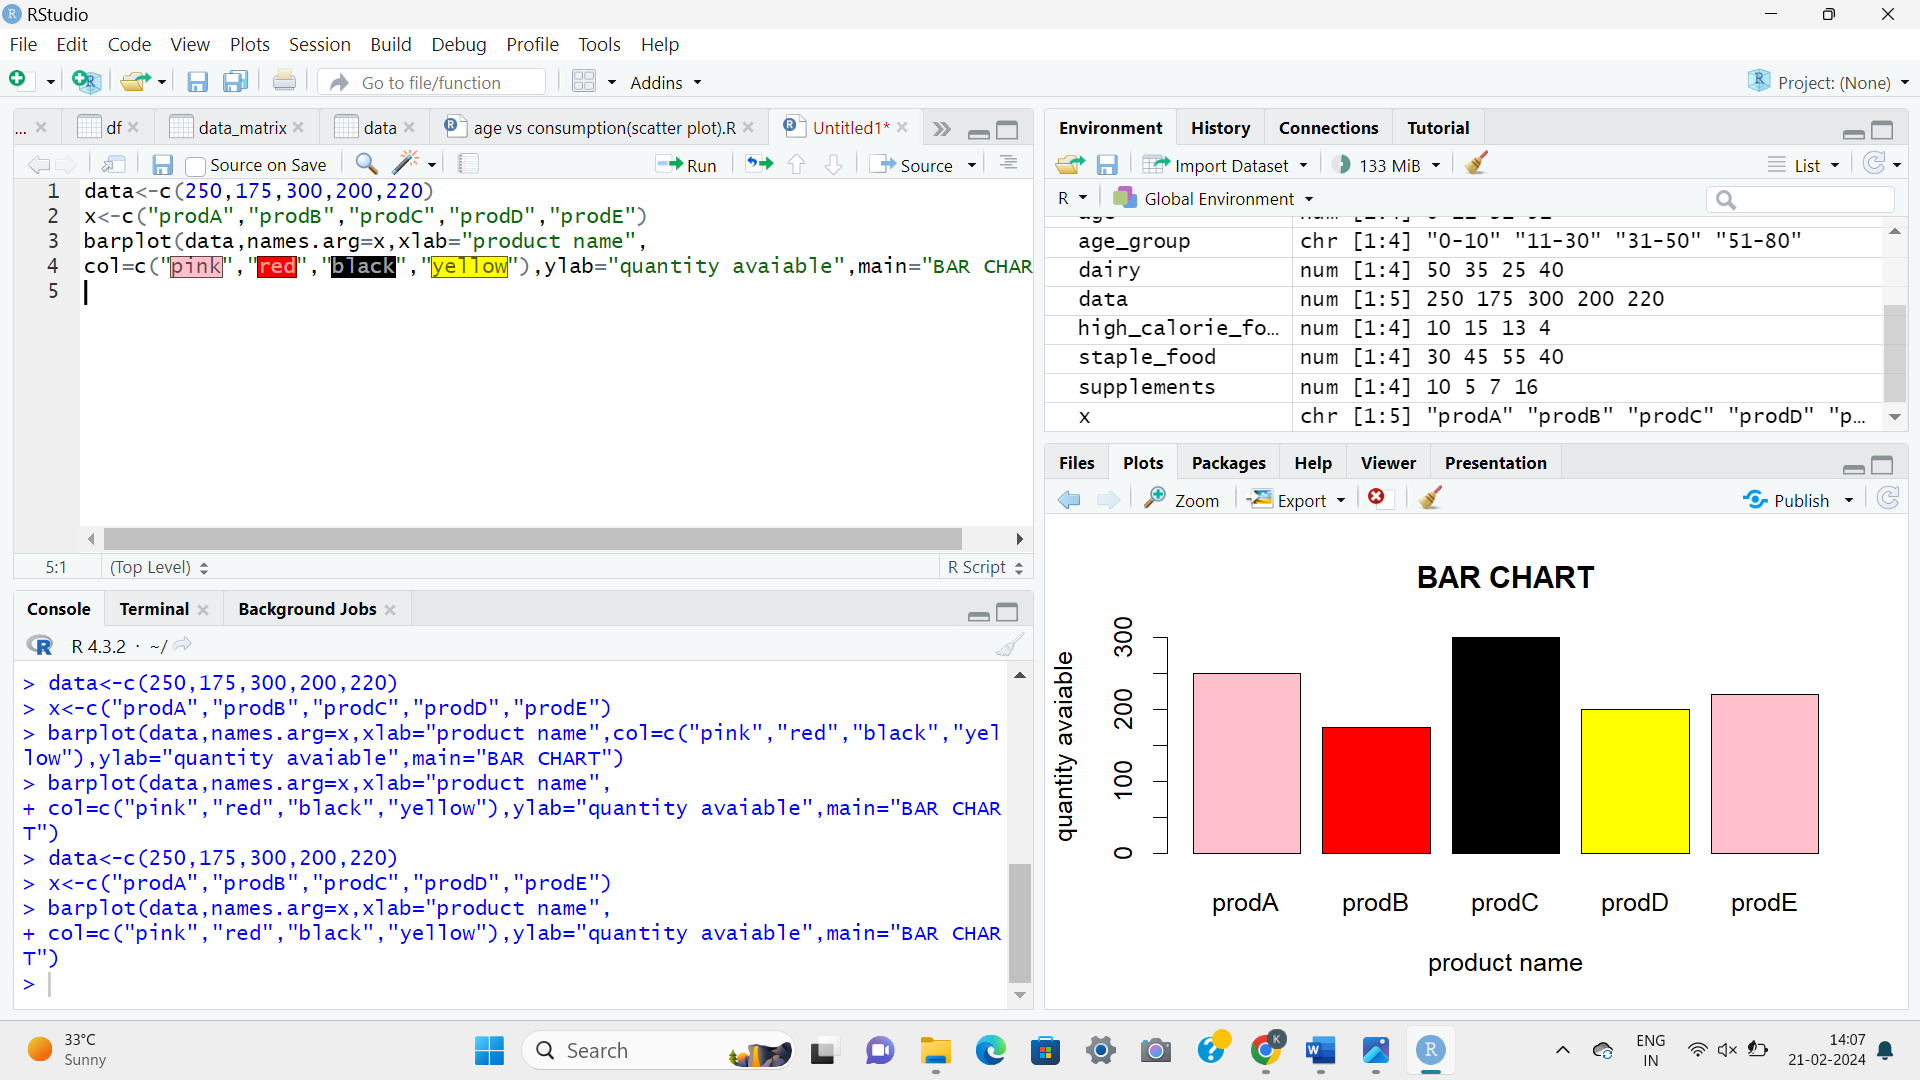 RStudio
File Edit Code View Plots Session Build Debug Profile Tools Help
Go to file/function Addins Project: (None)
... df data_matrix data age vs consumption(scatter plot).R Untitled1*
Source on Save Run Source
1 data<-c(250,175,300,200,220)
2 x<-c("prodA","prodB","prodC","prodD","prodE")
3 barplot(data,names.arg=x,xlab="product name",
4 col=c("pink","red","black","yellow"),ylab="quantity avaiable",main="BAR CHAR
5
5:1 (Top Level) R Script
Console Terminal Background Jobs
R 4.3.2 · ~/
> data<-c(250,175,300,200,220)
> x<-c("prodA","prodB","prodC","prodD","prodE")
> barplot(data,names.arg=x,xlab="product name",col=c("pink","red","black","yel
low"),ylab="quantity avaiable",main="BAR CHART")
> barplot(data,names.arg=x,xlab="product name",
+ col=c("pink","red","black","yellow"),ylab="quantity avaiable",main="BAR CHAR
T")
> data<-c(250,175,300,200,220)
> x<-c("prodA","prodB","prodC","prodD","prodE")
> barplot(data,names.arg=x,xlab="product name",
+ col=c("pink","red","black","yellow"),ylab="quantity avaiable",main="BAR CHAR
T")
>
Environment History Connections Tutorial
Import Dataset 133 MiB List
R Global Environment
age_group chr [1:4] "0-10" "11-30" "31-50" "51-80"
dairy num [1:4] 50 35 25 40
data num [1:5] 250 175 300 200 220
high_calorie_fo... num [1:4] 10 15 13 4
staple_food num [1:4] 30 45 55 40
supplements num [1:4] 10 5 7 16
x chr [1:5] "prodA" "prodB" "prodC" "prodD" "p...
Files Plots Packages Help Viewer Presentation
Zoom Export Publish
BAR CHART
quantity avaiable
300
200
100
0
prodA prodB prodC prodD prodE
product name
33°C
Sunny
Search
ENG
IN
14:07
21-02-2024